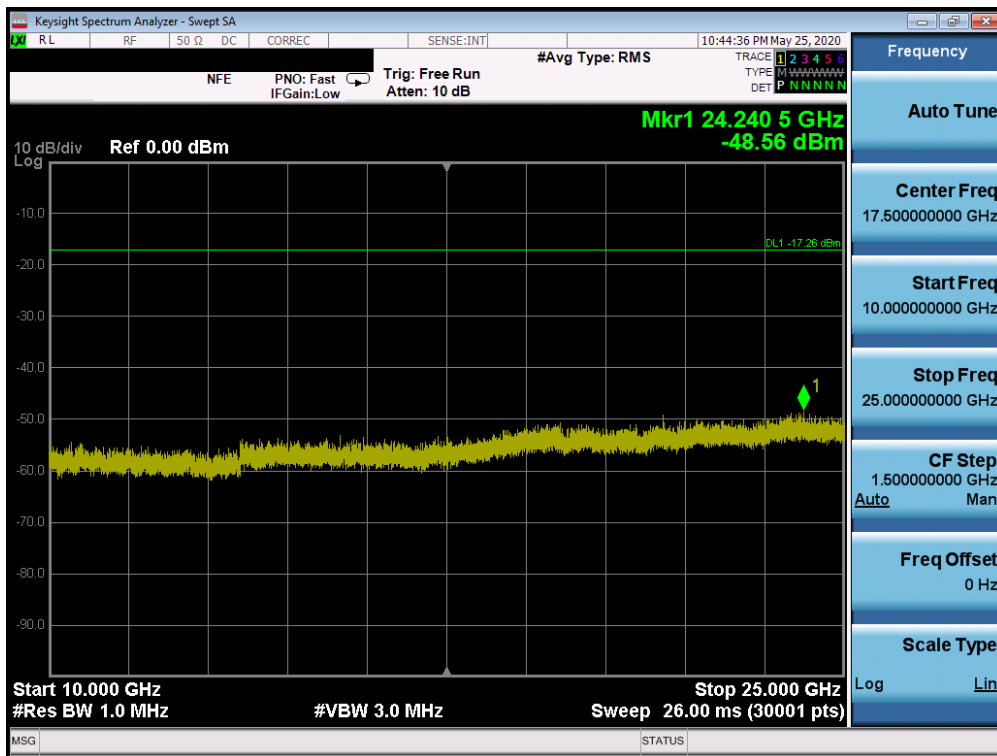 Keysight Spectrum Analyzer - Swept SA
LXI RL RF 50 Ω DC CORREC SENSE:INT 10:44:36 PM May 25, 2020
NFE PNO: Fast Trig: Free Run #Avg Type: RMS TRACE 1 2 3 4 5 6
IFGain:Low Atten: 10 dB TYPE M WWWWW
DET P N N N N N
Mkr1 24.240 5 GHz
-48.56 dBm
10 dB/div Ref 0.00 dBm
Log
-10.0
DL1 -17.26 dBm
-20.0
-30.0
-40.0
1
-50.0
-60.0
-70.0
-80.0
-90.0
Start 10.000 GHz Stop 25.000 GHz
#Res BW 1.0 MHz #VBW 3.0 MHz Sweep 26.00 ms (30001 pts)
MSG STATUS
Frequency
Auto Tune
Center Freq
17.500000000 GHz
Start Freq
10.000000000 GHz
Stop Freq
25.000000000 GHz
CF Step
1.500000000 GHz
Auto Man
Freq Offset
0 Hz
Scale Type
Log Lin